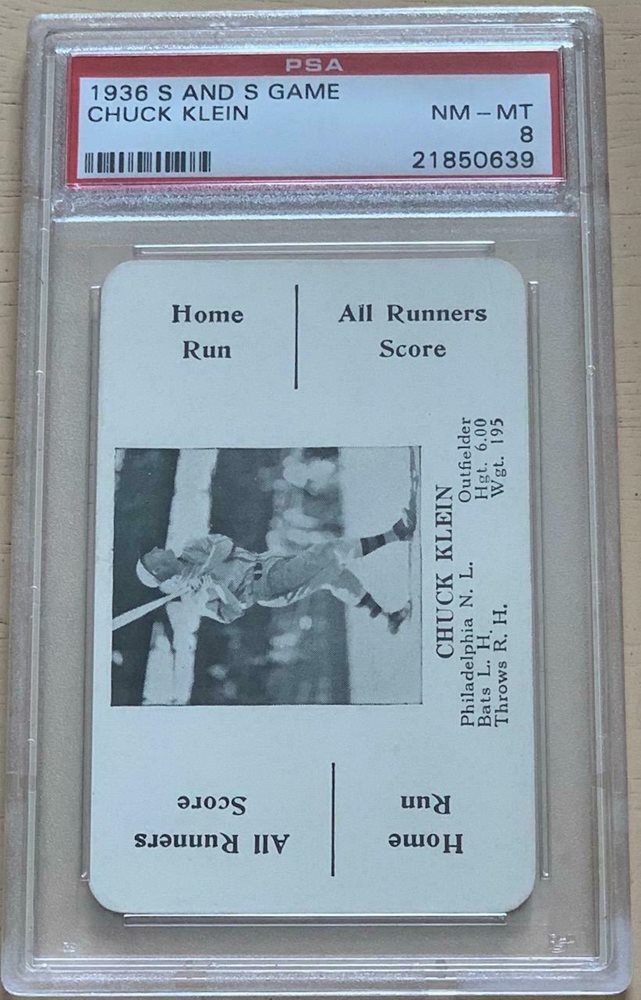 PSA
1936 S AND S GAME
CHUCK KLEIN
NM - MT
8
21850639
Home
Run
All Runners
Score
CHUCK KLEIN
Philadelphia N. L. Outfielder
Bats L. H. Hgt. 6.00
Throws R. H. Wgt. 195
Home
Run
All Runners
Score